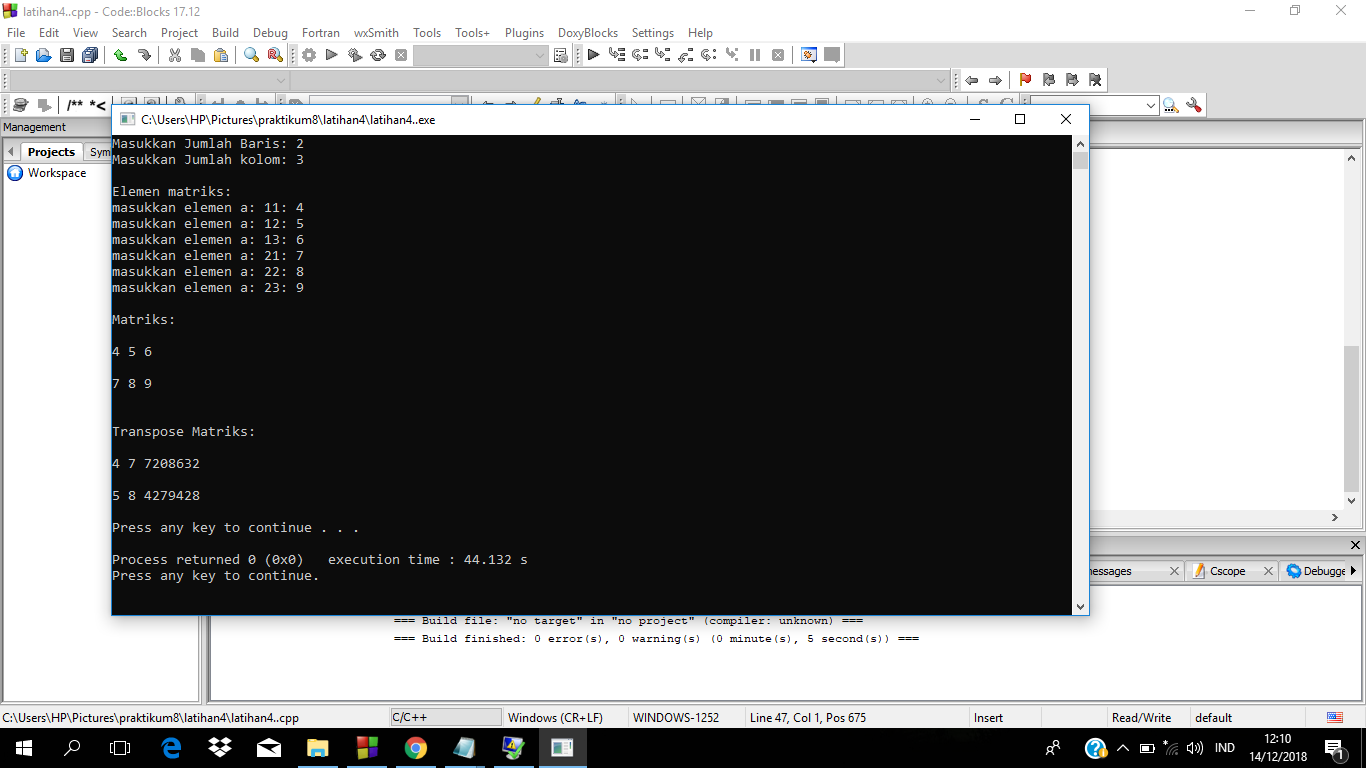 latihan4..cpp - Code::Blocks 17.12
File Edit View Search Project Build Debug Fortran wxSmith Tools Tools+ Plugins DoxyBlocks Settings Help
/** *<
C:\Users\HP\Pictures\praktikum8\latihan4\latihan4..exe
Management
Projects Sym
Workspace
Masukkan Jumlah Baris: 2
Masukkan Jumlah kolom: 3
Elemen matriks:
masukkan elemen a: 11: 4
masukkan elemen a: 12: 5
masukkan elemen a: 13: 6
masukkan elemen a: 21: 7
masukkan elemen a: 22: 8
masukkan elemen a: 23: 9
Matriks:
4 5 6
7 8 9
Transpose Matriks:
4 7 7208632
5 8 4279428
Press any key to continue . . .
Process returned 0 (0x0)   execution time : 44.132 s
Press any key to continue.
essages Cscope Debugge
=== Build file: "no target" in "no project" (compiler: unknown) ===
=== Build finished: 0 error(s), 0 warning(s) (0 minute(s), 5 second(s)) ===
C:\Users\HP\Pictures\praktikum8\latihan4\latihan4..cpp C/C++ Windows (CR+LF) WINDOWS-1252 Line 47, Col 1, Pos 675 Insert Read/Write default
IND
12:10
14/12/2018
1